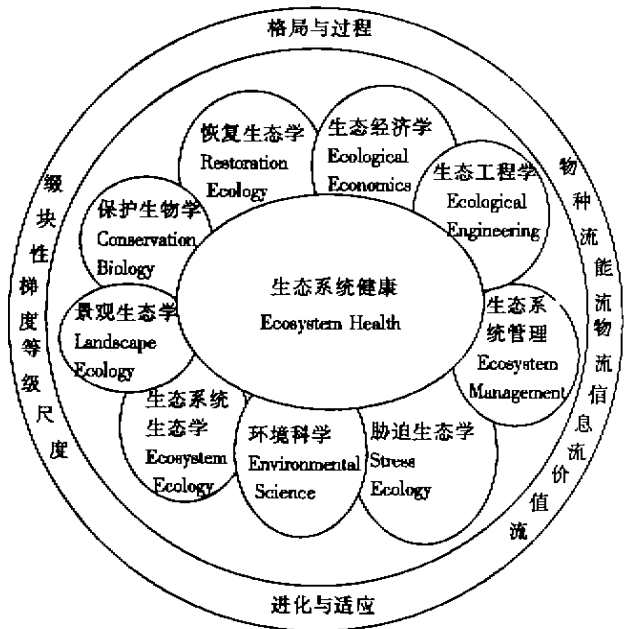 格局与过程
恢复生态学
Restoration
Ecology
生态经济学
Ecological
Economics
生态工程学
Ecological
Engineering
保护生物学
Conservation
Biology
生态系统健康
Ecosystem Health
景观生态学
Landscape
Ecology
生态系
统管理
Ecosystem
Management
生态系统
生态学
Ecosystem
Ecology
环境科学
Environmental
Science
胁迫生态学
Stress
Ecology
缀块性梯度等级尺度
物种流能流物流信息流价值流
进化与适应